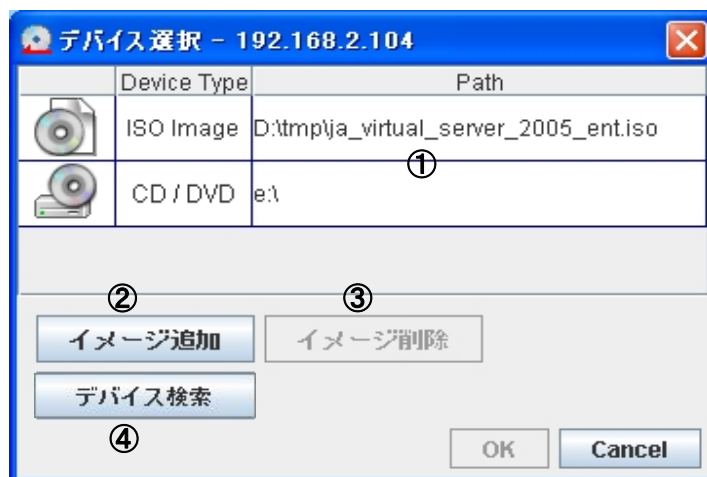 デバイス選択 - 192.168.2.104
Device Type Path
ISO Image D:\tmp\ja_virtual_server_2005_ent.iso
①
CD / DVD e:\
② ③
イメージ追加 イメージ削除
デバイス検索
④
OK Cancel